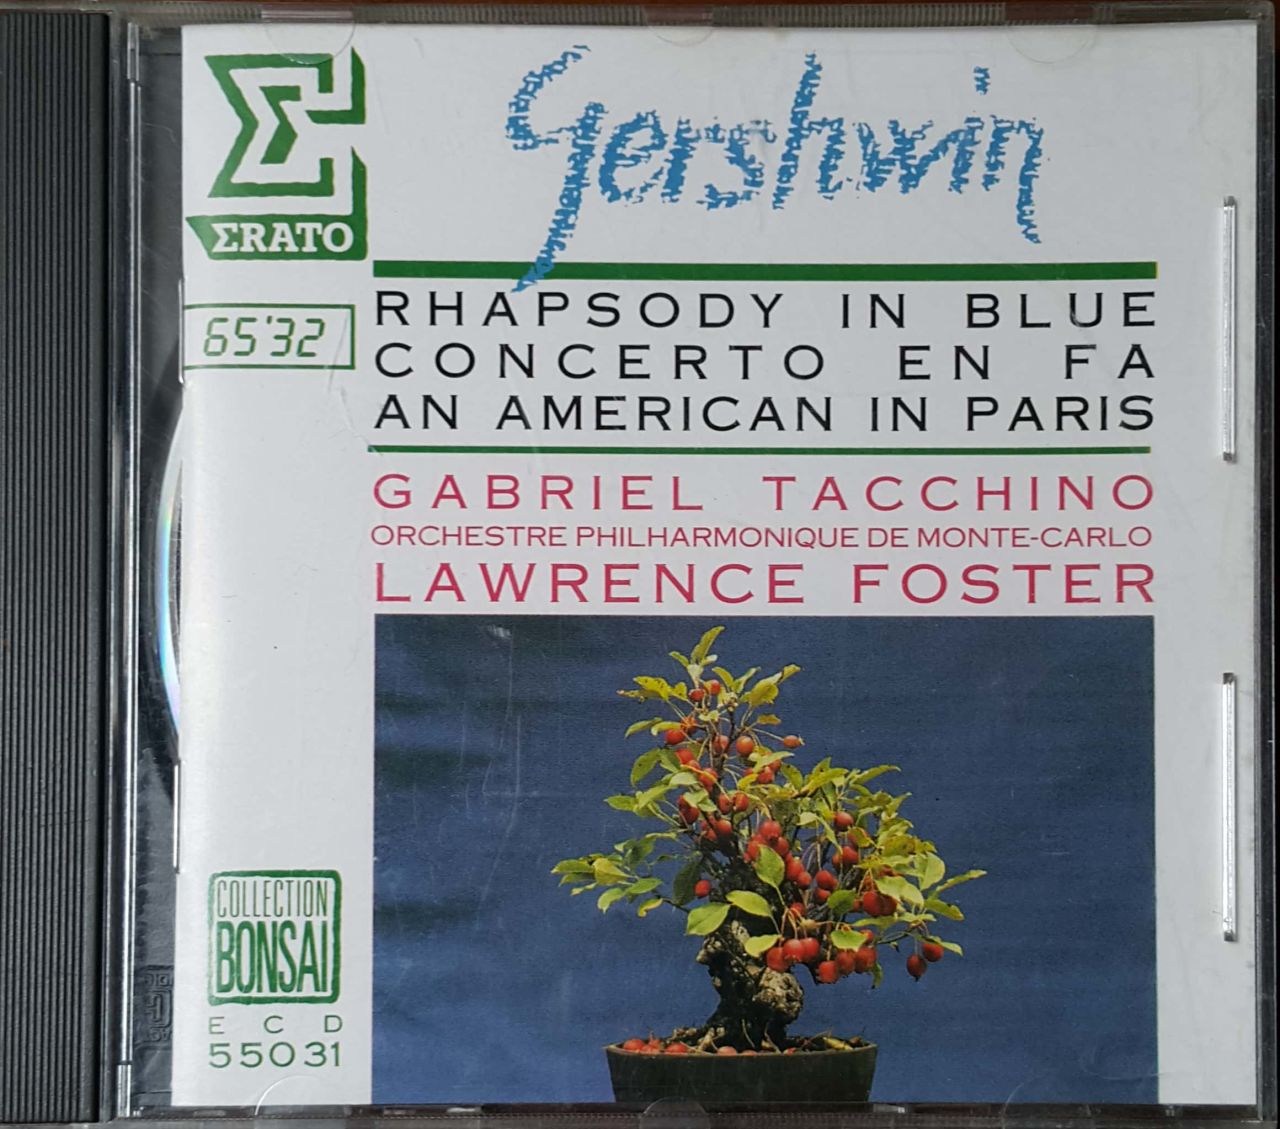 Gershwin
ΣRATO
65'32
RHAPSODY IN BLUE
CONCERTO EN FA
AN AMERICAN IN PARIS
GABRIEL TACCHINO
ORCHESTRE PHILHARMONIQUE DE MONTE-CARLO
LAWRENCE FOSTER
COLLECTION
BONSAI
ECD
55031